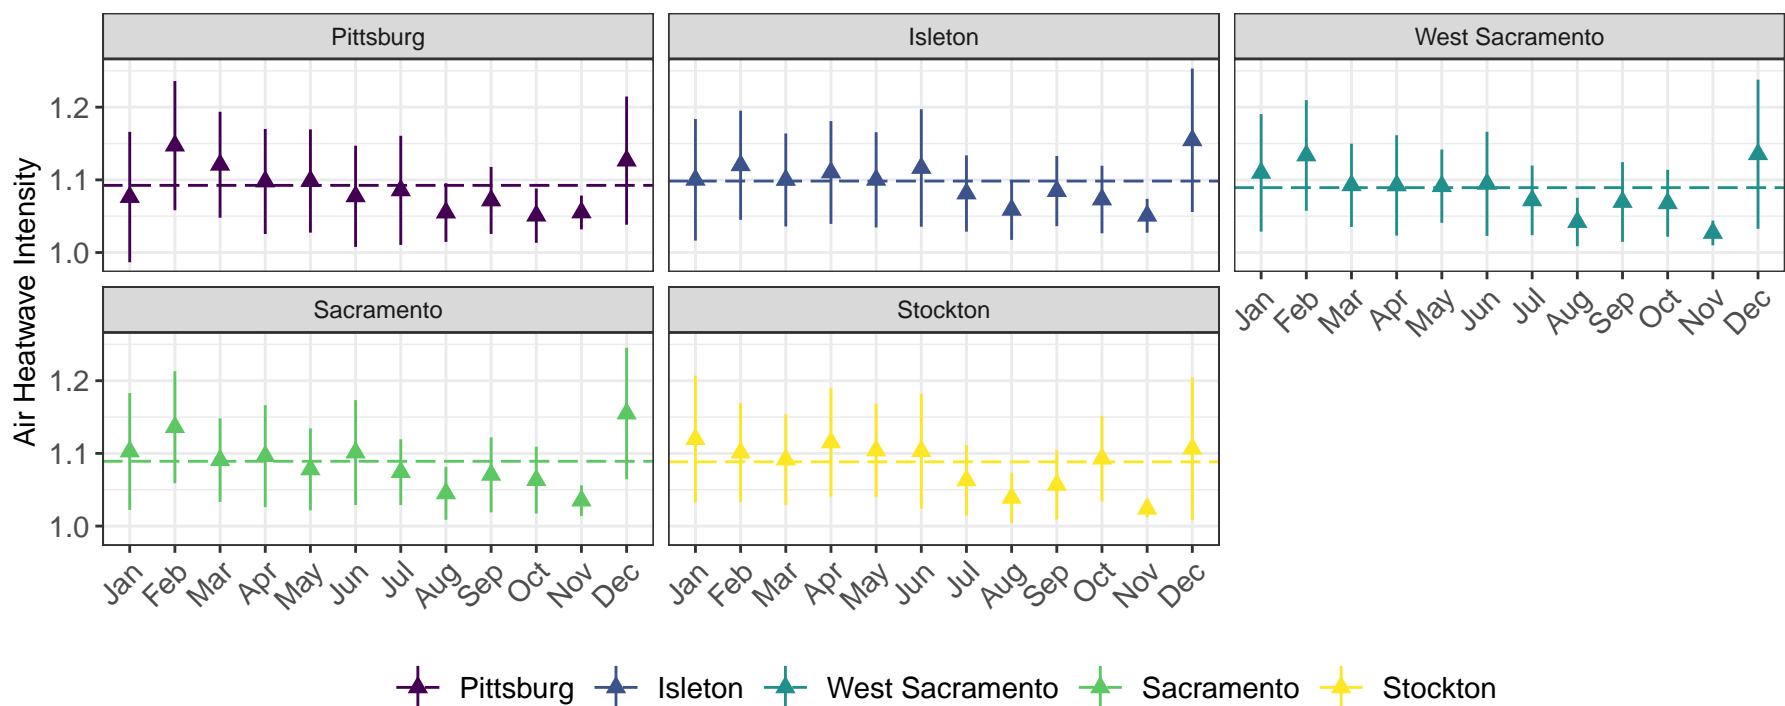 Pittsburg
Isleton
West Sacramento
Air Heatwave Intensity
1.2
1.1
1.0
Jan Feb Mar Apr May Jun Jul Aug Sep Oct Nov Dec
Sacramento
Stockton
1.2
1.1
1.0
Jan Feb Mar Apr May Jun Jul Aug Sep Oct Nov Dec
Jan Feb Mar Apr May Jun Jul Aug Sep Oct Nov Dec
Pittsburg Isleton West Sacramento Sacramento Stockton